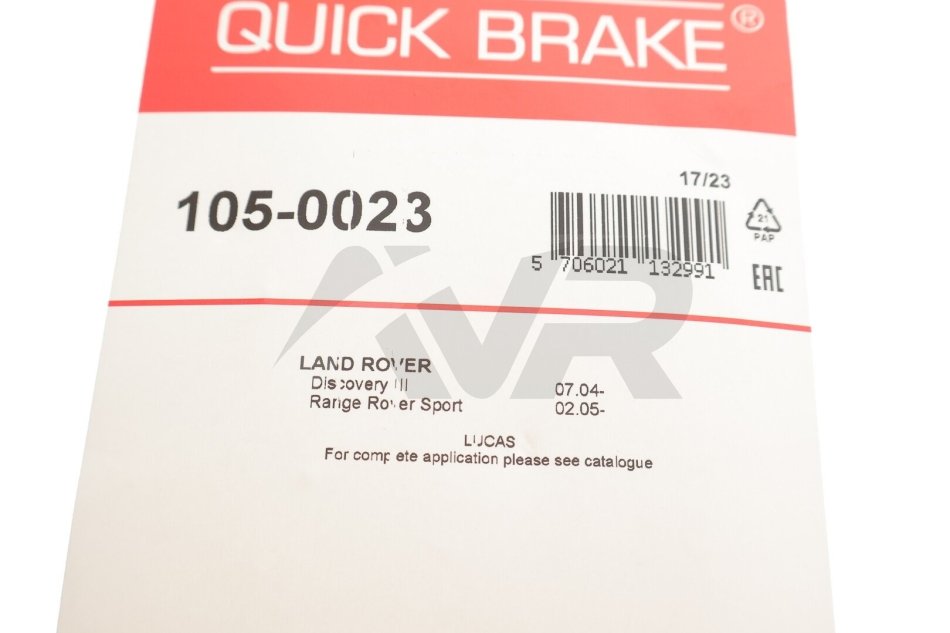 QUICK BRAKE®
105-0023
17/23
5 706021 132991
21
PAP
EAC
VR
LAND ROVER
Discovery III 07.04-
Range Rover Sport 02.05-
LUCAS
For complete application please see catalogue